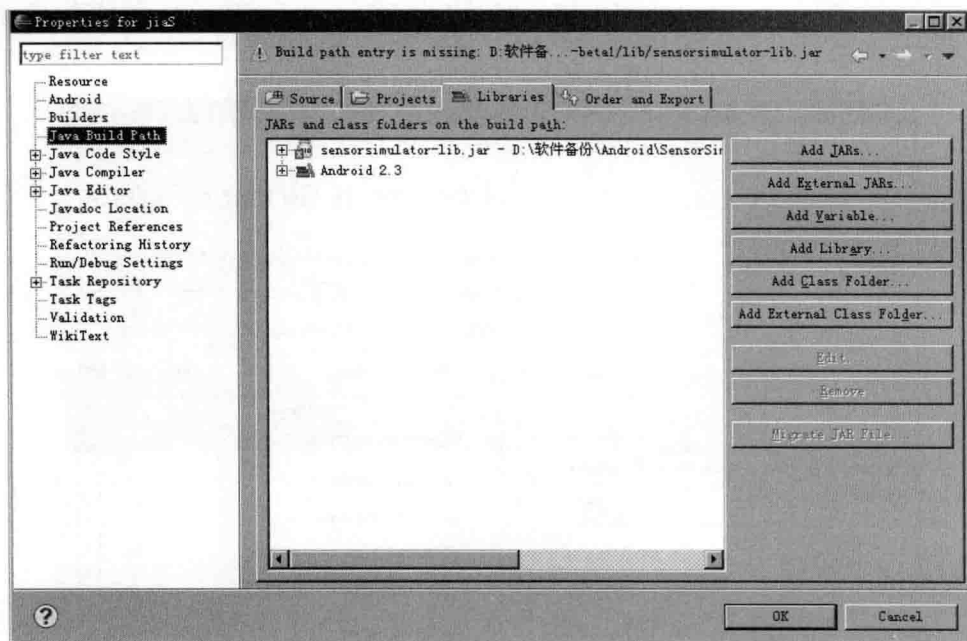 Properties for jiaS
type filter text
Build path entry is missing: D:软件备...-beta1/lib/sensorsimulator-lib.jar
Resource
Android
Builders
Java Build Path
Java Code Style
Java Compiler
Java Editor
Javadoc Location
Project References
Refactoring History
Run/Debug Settings
Task Repository
Task Tags
Validation
WikiText
Source
Projects
Libraries
Order and Export
JARs and class folders on the build path:
sensorsimulator-lib.jar - D:\软件备份\Android\SensorSir
Android 2.3
Add JARs...
Add External JARs...
Add Variable...
Add Library...
Add Class Folder...
Add External Class Folder...
Edit...
Remove
Migrate JAR File...
?
OK
Cancel